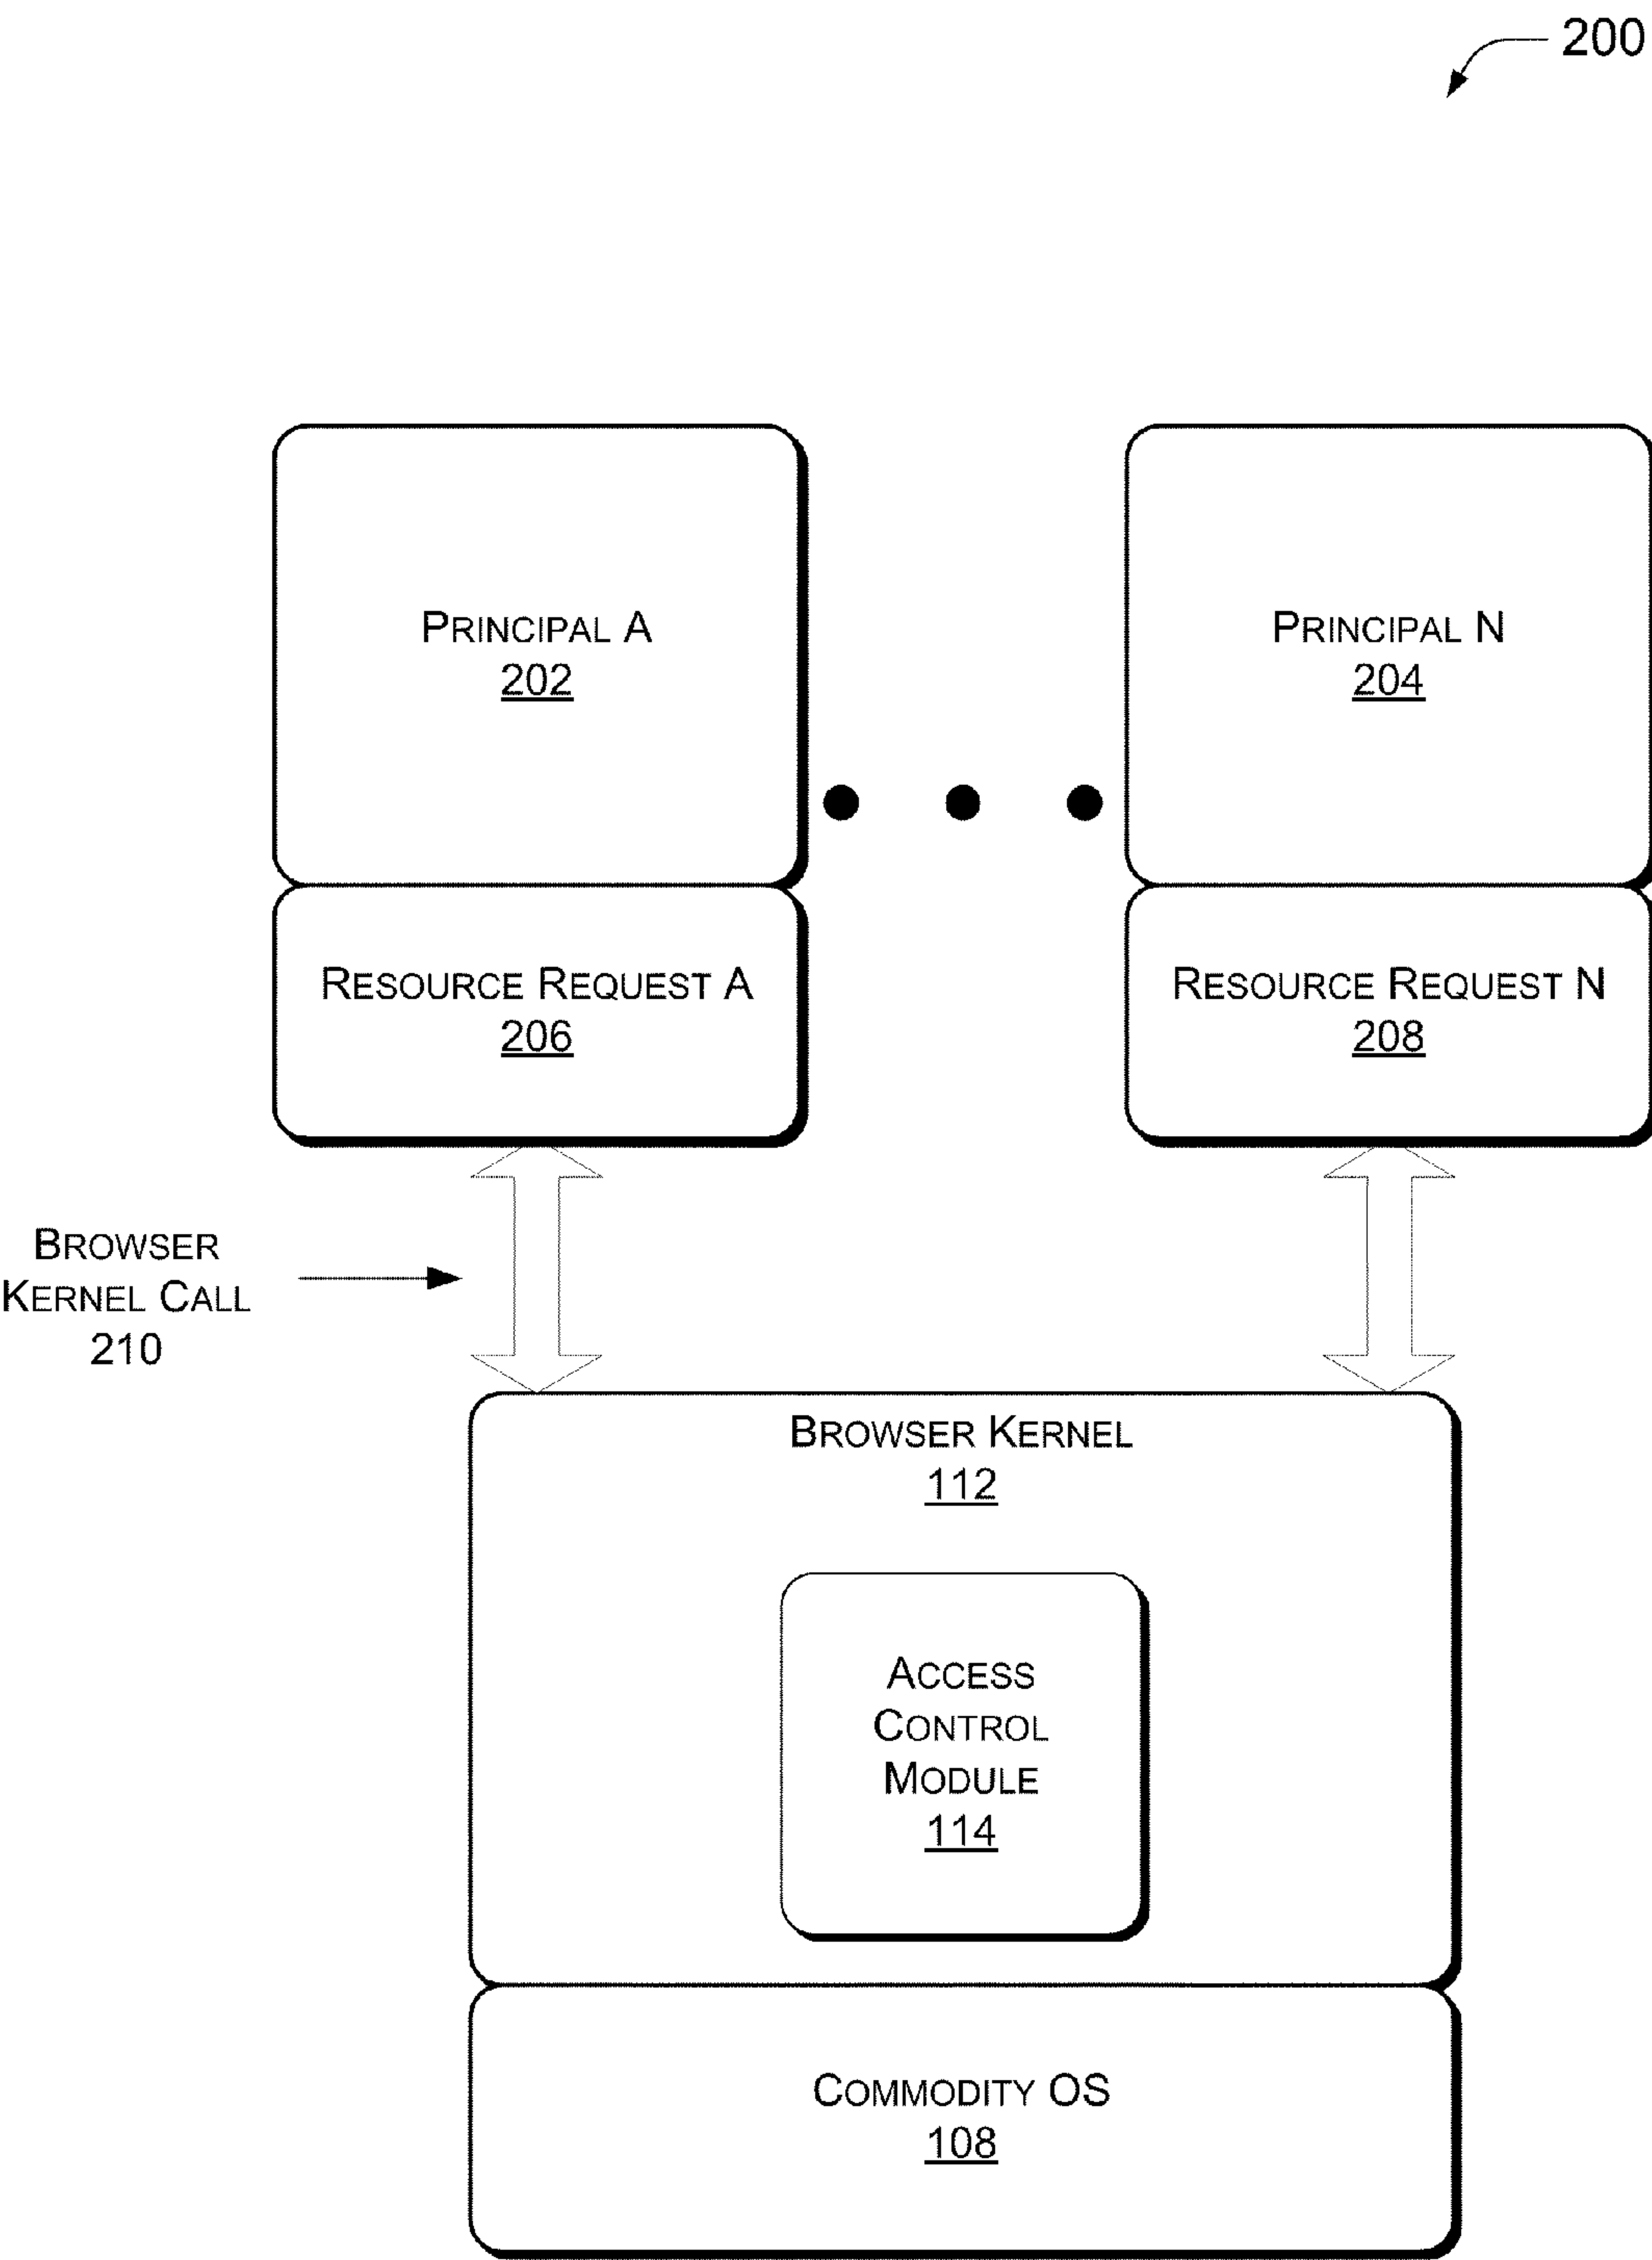 200
PRINCIPAL A
202
PRINCIPAL N
204
RESOURCE REQUEST A
206
RESOURCE REQUEST N
208
BROWSER
KERNEL CALL
210
BROWSER KERNEL
112
ACCESS
CONTROL
MODULE
114
COMMODITY OS
108